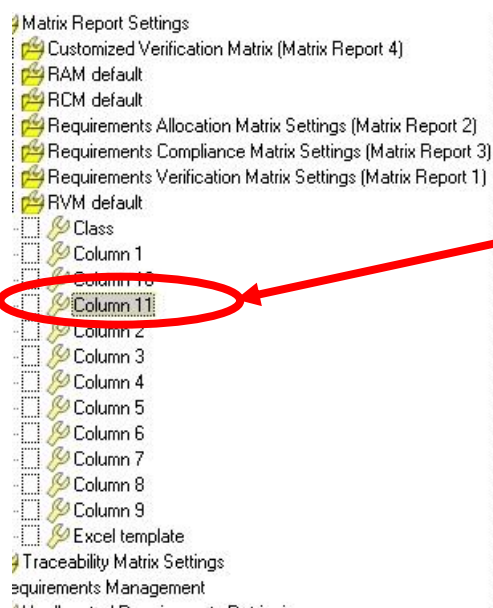 Matrix Report Settings
Customized Verification Matrix (Matrix Report 4)
RAM default
RCM default
Requirements Allocation Matrix Settings (Matrix Report 2)
Requirements Compliance Matrix Settings (Matrix Report 3)
Requirements Verification Matrix Settings (Matrix Report 1)
RVM default
Class
Column 1
Column 10
Column 11
Column 2
Column 3
Column 4
Column 5
Column 6
Column 7
Column 8
Column 9
Excel template
Traceability Matrix Settings
equirements Management